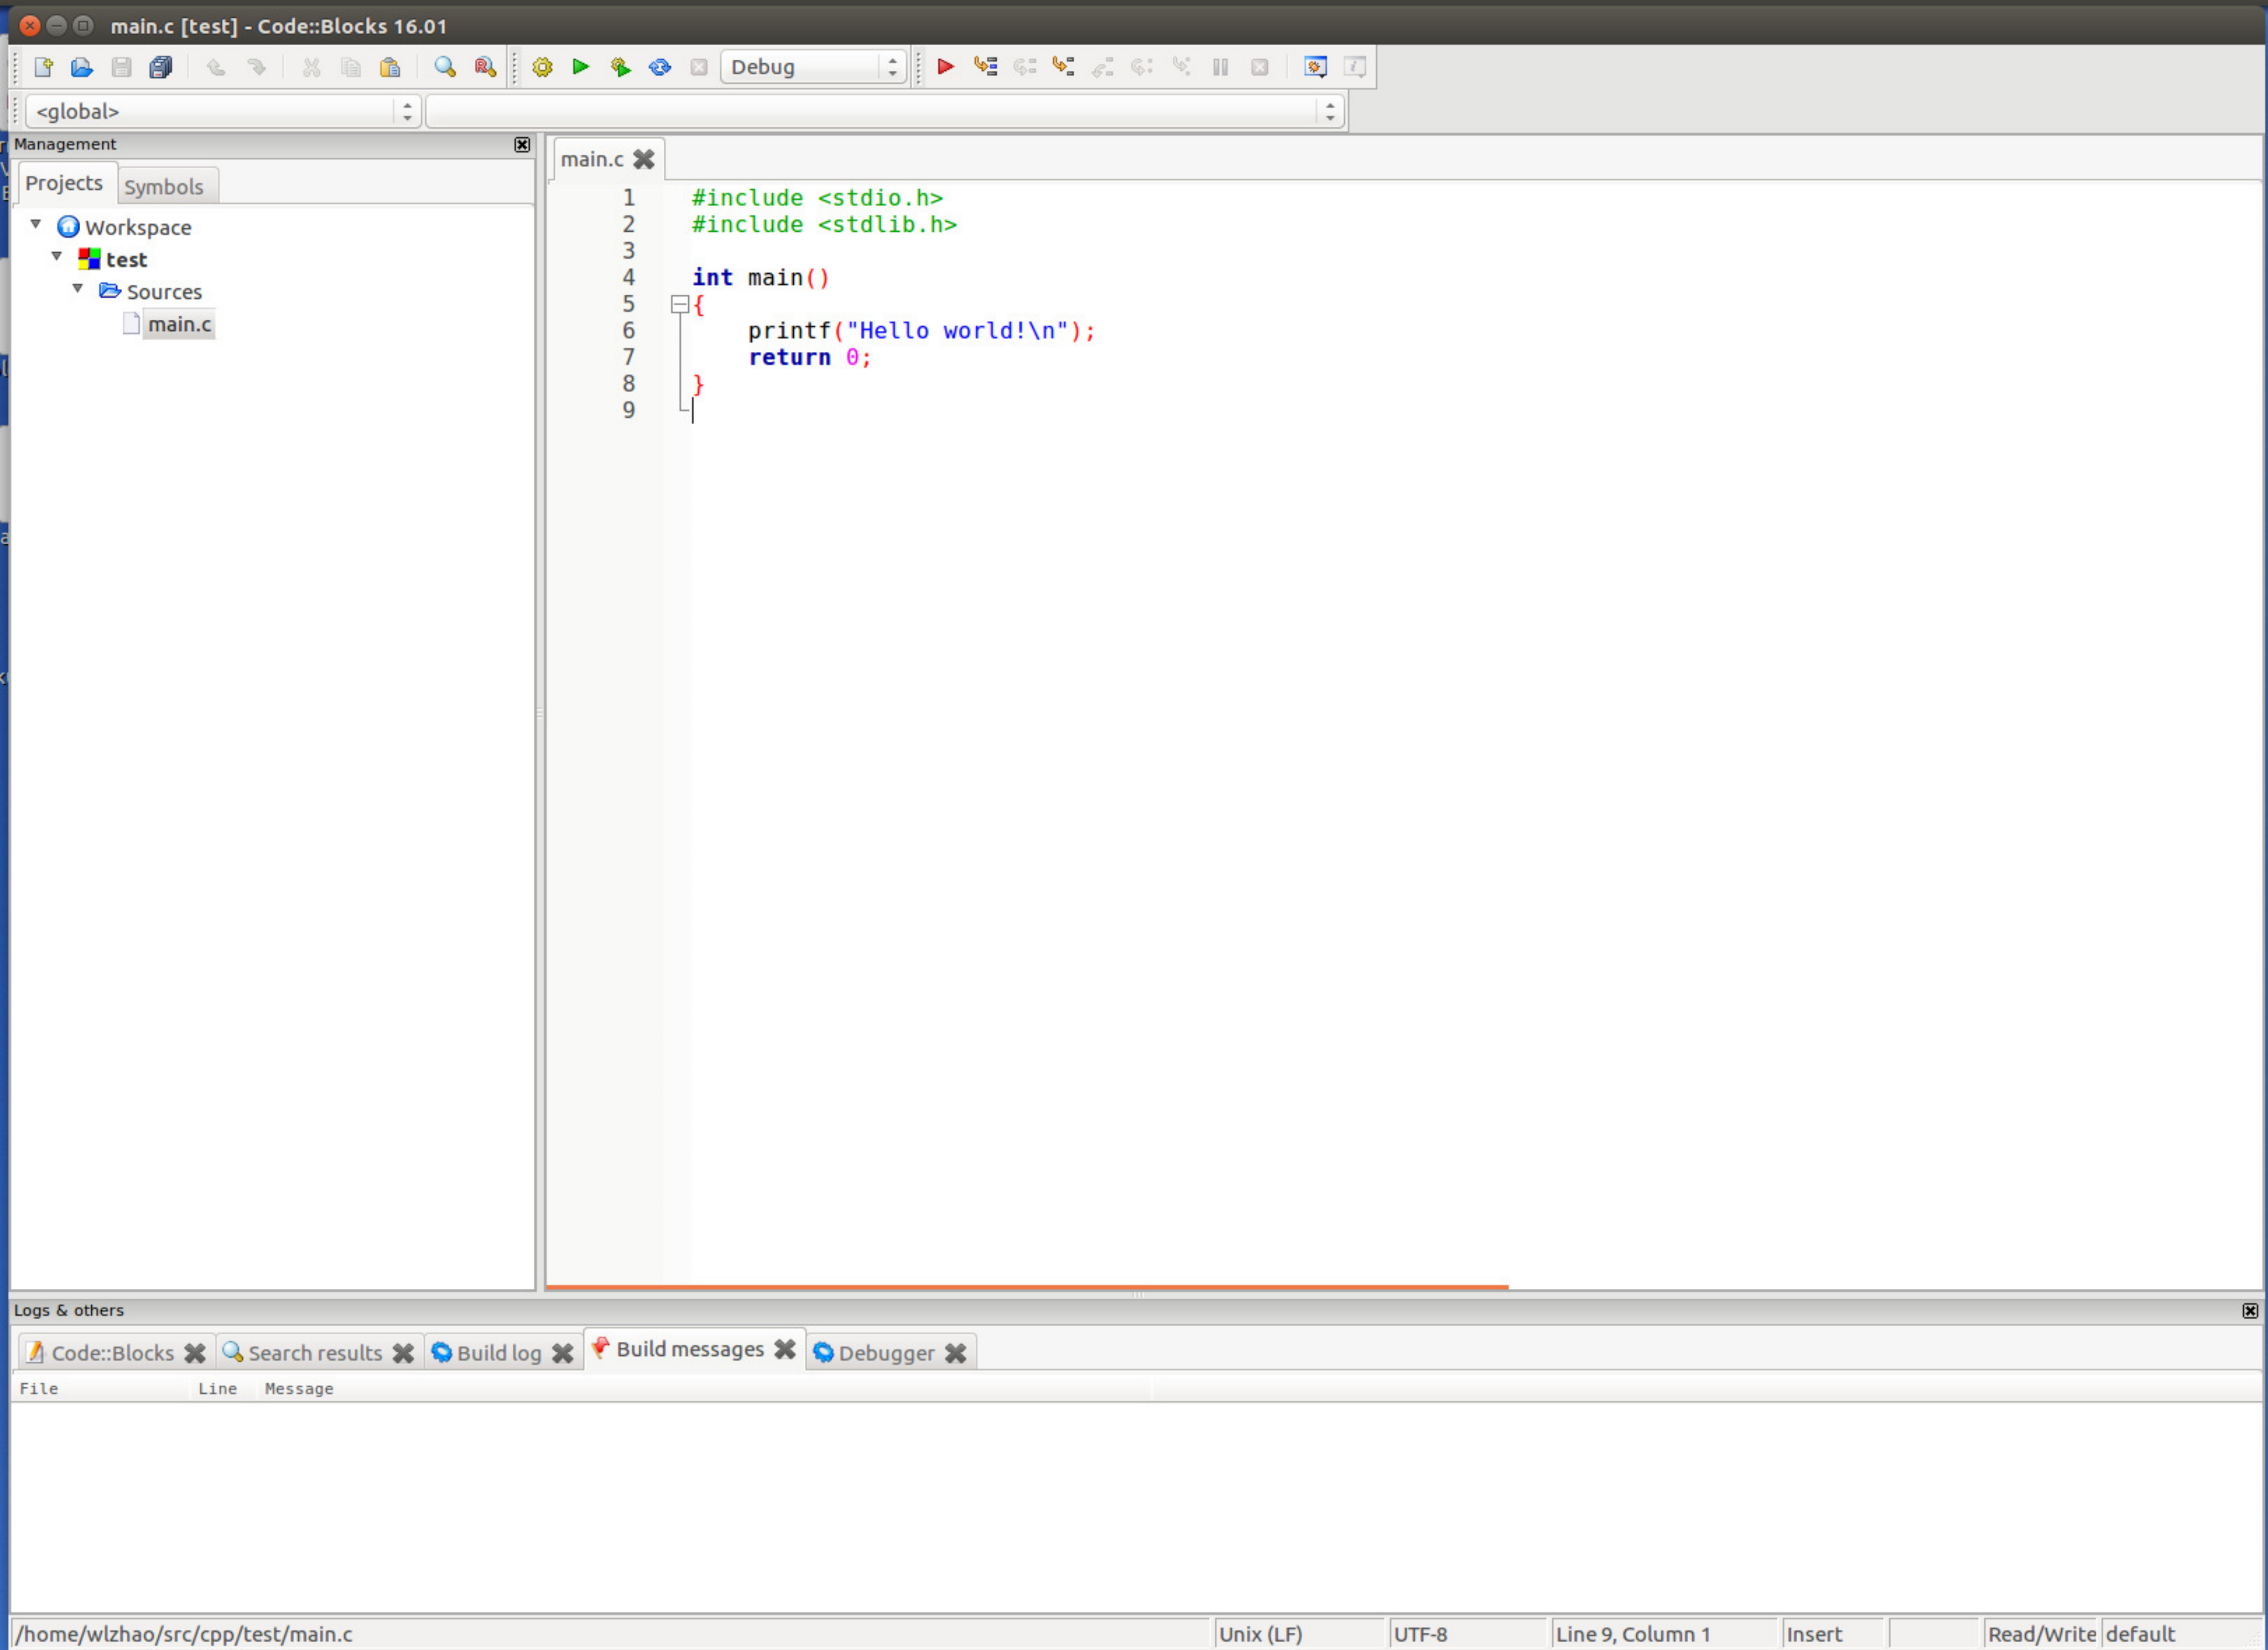 main.c [test] - Code::Blocks 16.01
Debug
<global>
Management
Projects Symbols
Workspace
test
Sources
main.c
main.c
1 #include <stdio.h>
2 #include <stdlib.h>
3
4 int main()
5 {
6     printf("Hello world!\n");
7     return 0;
8 }
9
Logs & others
Code::Blocks Search results Build log Build messages Debugger
File Line Message
/home/wlzhao/src/cpp/test/main.c Unix (LF) UTF-8 Line 9, Column 1 Insert Read/Write default